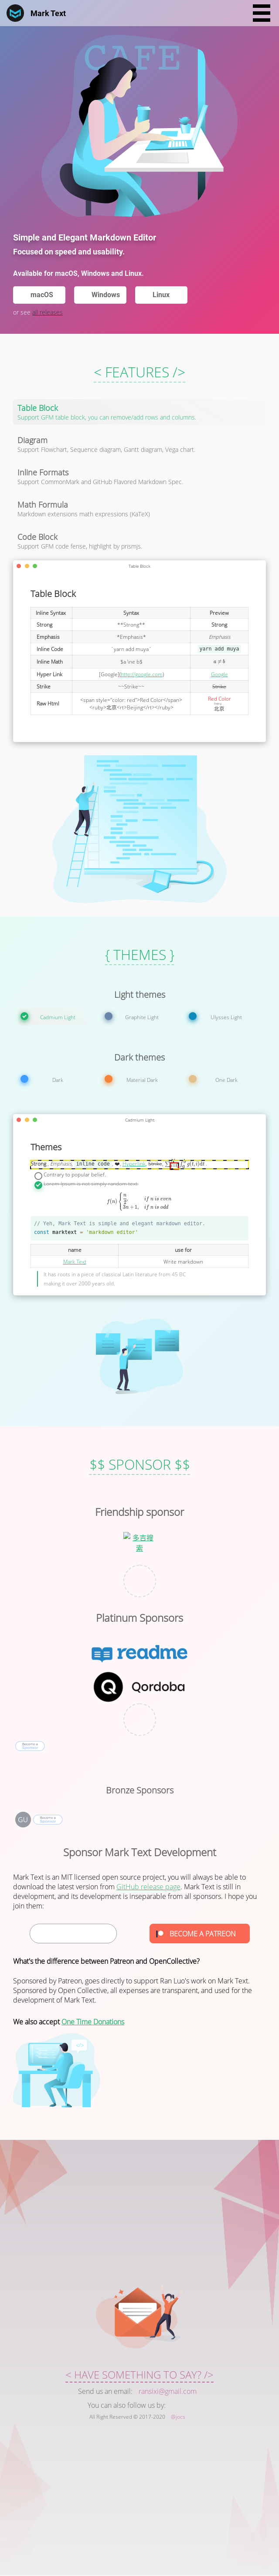 Mark Text
CAFE
Simple and Elegant Markdown Editor
Focused on speed and usability.
Available for macOS, Windows and Linux.
macOS
Windows
Linux
or see all releases
< FEATURES />
Table Block
Support GFM table block, you can remove/add rows and columns.
Diagram
Support Flowchart, Sequence diagram, Gantt diagram, Vega chart.
Inline Formats
Support CommonMark and GitHub Flavored Markdown Spec.
Math Formula
Markdown extensions math expressions (KaTeX)
Code Block
Support GFM code fense, highlight by prismjs.
Table Block
Table Block
Inline Syntax Syntax Preview
Strong **Strong** Strong
Emphasis *Emphasis* Emphasis
Inline Code `yarn add muya` yarn add muya
Inline Math $a \ne b$ a ≠ b
Hyper Link [Google](http://google.com) Google
Strike ~~Strike~~ Strike
Raw Html <span style="color: red">Red Color</span> Red Color
<ruby>北京<rt>Beijing</rt></ruby> 北京
{ THEMES }
Light themes
Cadmium Light
Graphite Light
Ulysses Light
Dark themes
Dark
Material Dark
One Dark
Cadmium Light
Themes
Strong Emphasis inline code ❤ Hyper link
Contrary to popular belief.
Lorem Ipsum is not simply random text.
f(n) { n/2 if n is even
3n + 1, if n is odd
// Yeh, Mark Text is simple and elegant markdown editor.
const marktext = 'markdown editor'
name use for
Mark Text Write markdown
It has roots in a piece of classical Latin literature from 45 BC
making it over 2000 years old.
$$ SPONSOR $$
Friendship sponsor
多吉搜
索
Platinum Sponsors
readme
Qordoba
Become a
Sponsor
Bronze Sponsors
GU
Become a
Sponsor
Sponsor Mark Text Development
Mark Text is an MIT licensed open source project, you will always be able to
download the latest version from GitHub release page. Mark Text is still in
development, and its development is inseparable from all sponsors. I hope you
join them:
BECOME A PATREON
What's the difference between Patreon and OpenCollective?
Sponsored by Patreon, goes directly to support Ran Luo's work on Mark Text.
Sponsored by Open Collective, all expenses are transparent, and used for the
development of Mark Text.
We also accept One Time Donations
< HAVE SOMETHING TO SAY? />
Send us an email: ransixi@gmail.com
You can also follow us by:
All Right Reserved © 2017-2020 @Jocs